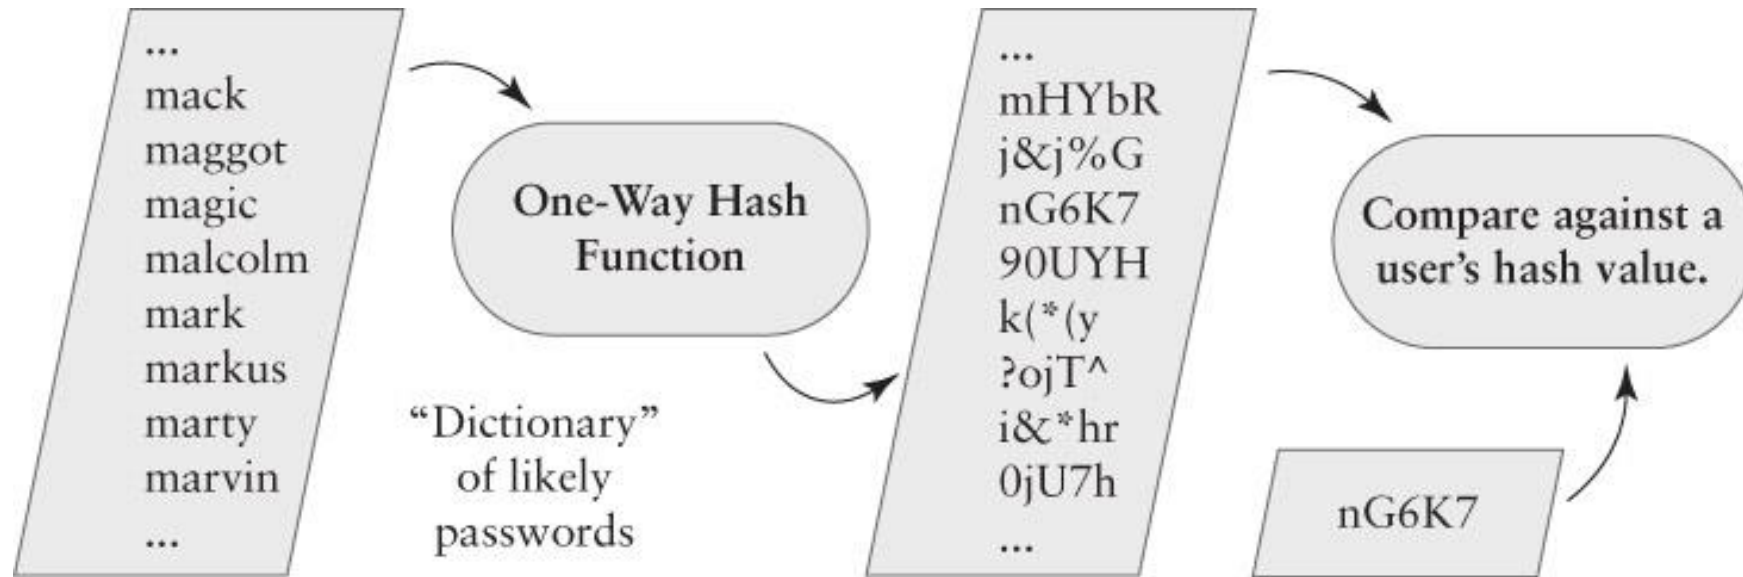 ...
mack
maggot
magic
malcolm
mark
markus
marty
marvin
...
One-Way Hash
Function
“Dictionary”
of likely
passwords
...
mHYbR
j&j%G
nG6K7
90UYH
k(*(y
?ojT^
i&*hr
0jU7h
...
Compare against a
user’s hash value.
nG6K7